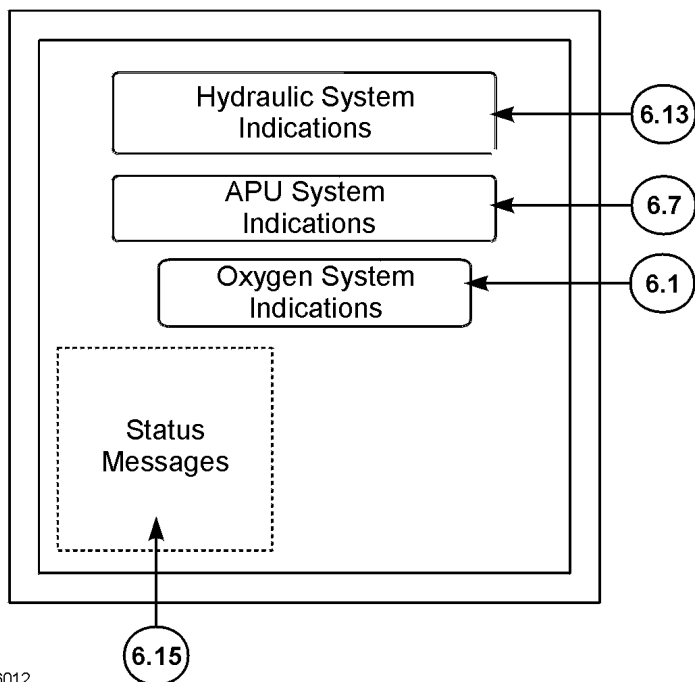 Hydraulic System
Indications
6.13
APU System
Indications
6.7
Oxygen System
Indications
6.1
Status
Messages
6.15